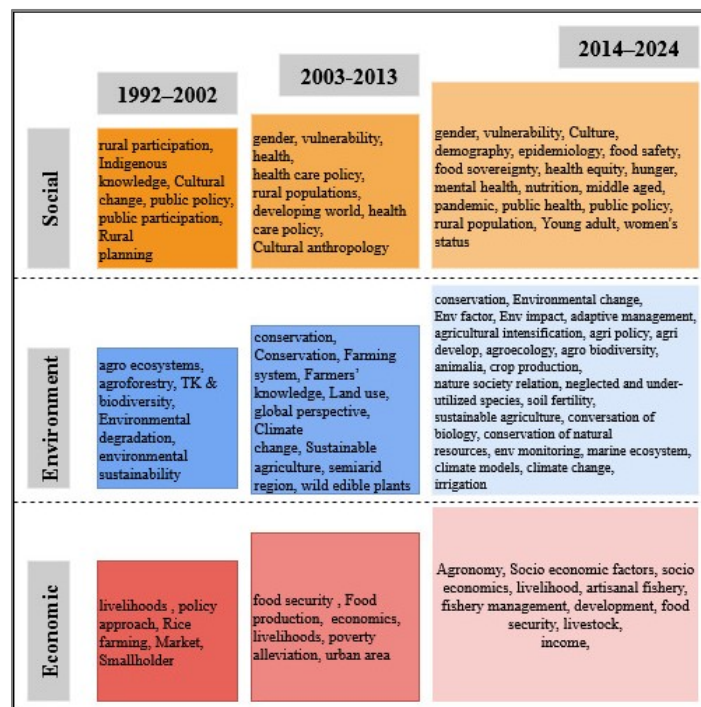 1992–2002
2003-2013
2014–2024
Social
rural participation,
Indigenous
knowledge, Cultural
change, public policy,
public participation,
Rural
planning
gender, vulnerability,
health,
health care policy,
rural populations,
developing world, health
care policy,
Cultural anthropology
gender, vulnerability, Culture,
demography, epidemiology, food safety,
food sovereignty, health equity, hunger,
mental health, nutrition, middle aged,
pandemic, public health, public policy,
rural population, Young adult, women's
status
Environment
agro ecosystems,
agroforestry, TK &
biodiversity,
Environmental
degradation,
environmental
sustainability
conservation,
Conservation, Farming
system, Farmers'
knowledge, Land use,
global perspective,
Climate
change, Sustainable
agriculture, semiarid
region, wild edible plants
conservation, Environmental change,
Env factor, Env impact, adaptive management,
agricultural intensification, agri policy, agri
develop, agroecology, agro biodiversity,
animalia, crop production,
nature society relation, neglected and under-
utilized species, soil fertility,
sustainable agriculture, conversation of
biology, conservation of natural
resources, env monitoring, marine ecosystem,
climate models, climate change,
irrigation
Economic
livelihoods , policy
approach, Rice
farming, Market,
Smallholder
food security , Food
production, economics,
livelihoods, poverty
alleviation, urban area
Agronomy, Socio economic factors, socio
economics, livelihood, artisanal fishery,
fishery management, development, food
security, livestock,
income,